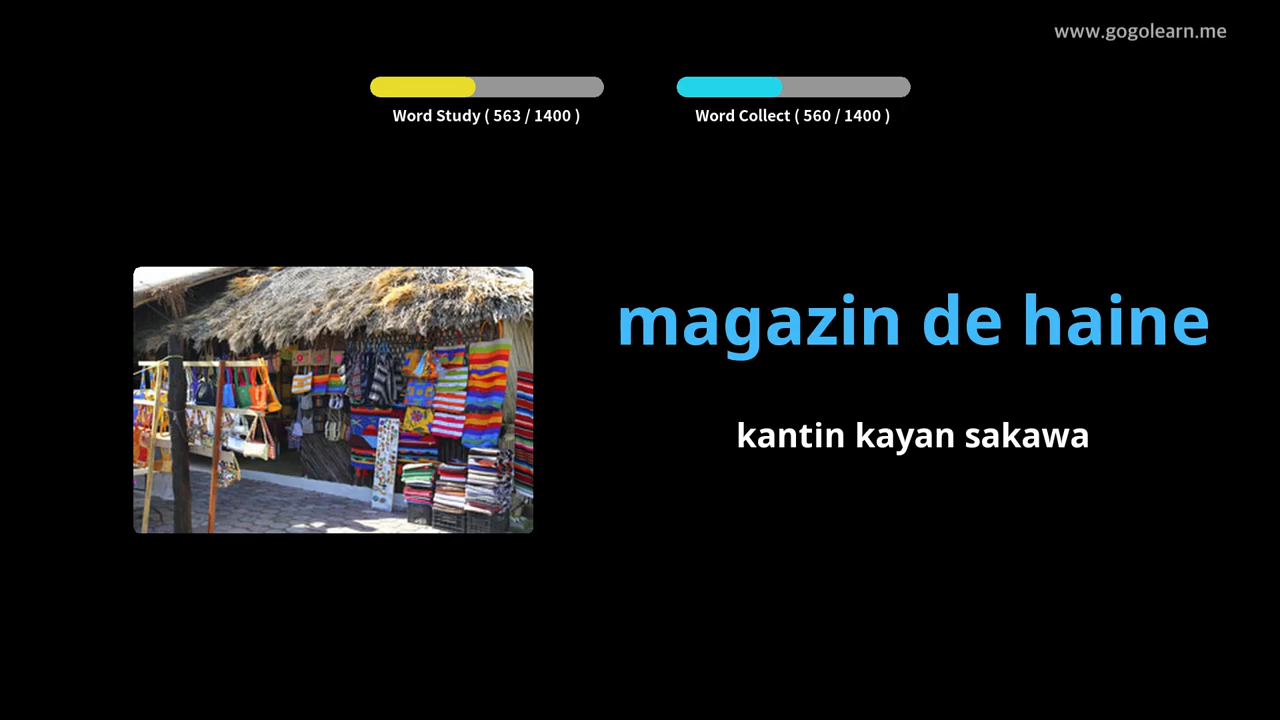 www.gogolearn.me
Word Study ( 563 / 1400 )
Word Collect ( 560 / 1400 )
magazin de haine
kantin kayan sakawa